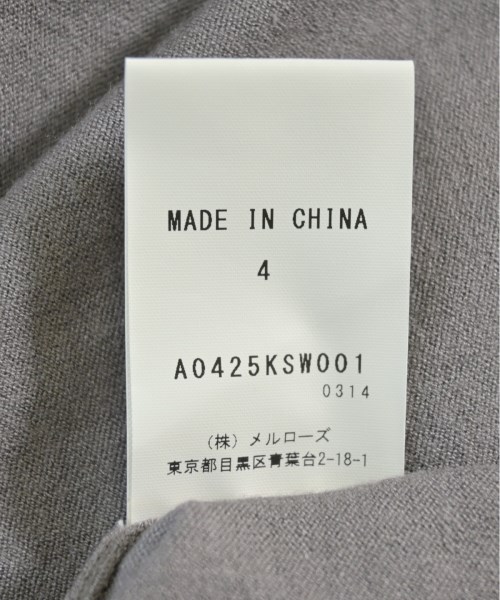 MADE IN CHINA
4
A0425KSW001
0314
(株) メルローズ
東京都目黒区青葉台2-18-1